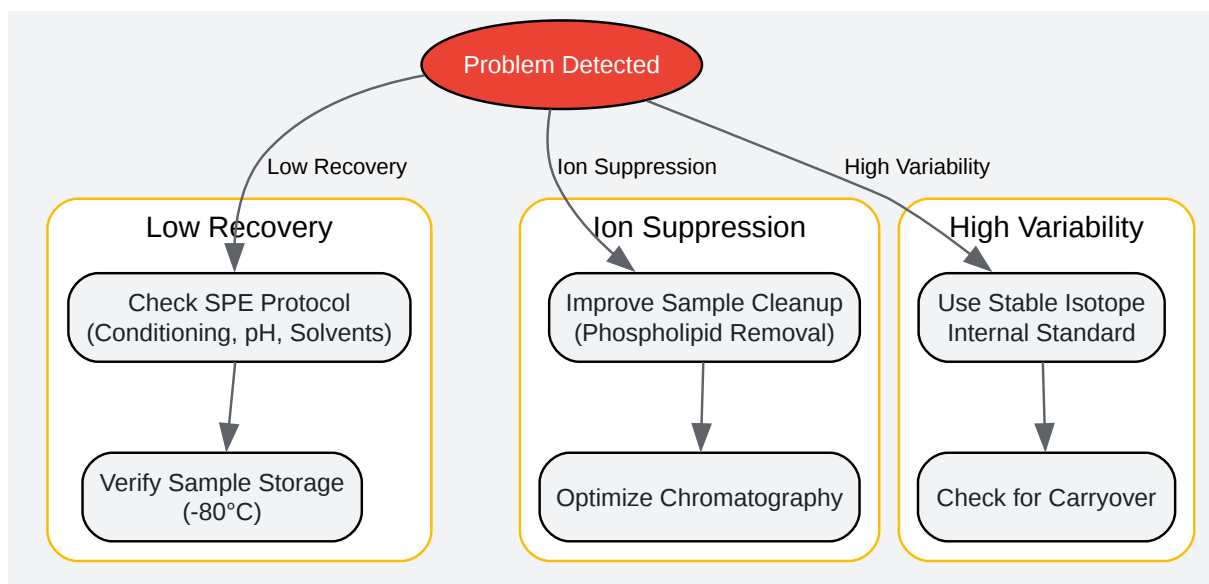 Problem Detected
Low Recovery
Ion Suppression
High Variability
Low Recovery
Ion Suppression
High Variability
Check SPE Protocol
(Conditioning, pH, Solvents)
Improve Sample Cleanup
(Phospholipid Removal)
Use Stable Isotope
Internal Standard
Verify Sample Storage
(-80°C)
Optimize Chromatography
Check for Carryover